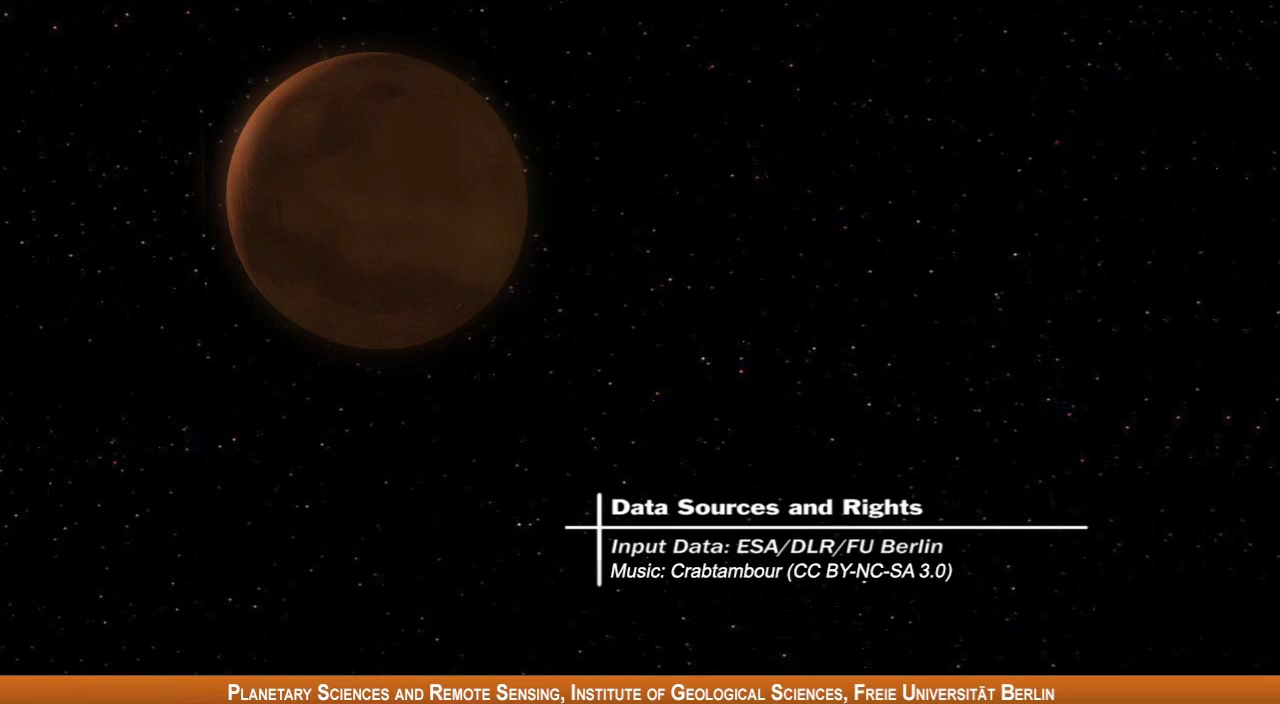 Data Sources and Rights
Input Data: ESA/DLR/FU Berlin
Music: Crabtambour (CC BY-NC-SA 3.0)
Planetary Sciences and Remote Sensing, Institute of Geological Sciences, Freie Universitāt Berlin